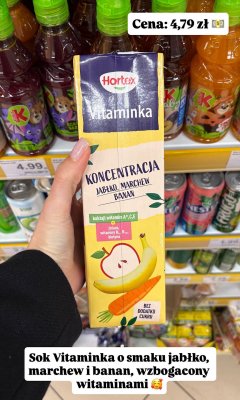 Cena: 4,79 zł 💵
Hortex
Vitaminka
KONCENTRACJA
JABŁKO, MARCHEW,
BANAN
4.99
BEZ
DODATKU
CUKRU
Sok Vitaminka o smaku jabłko,
marchew i banan, wzbogacony
witaminami 🥰